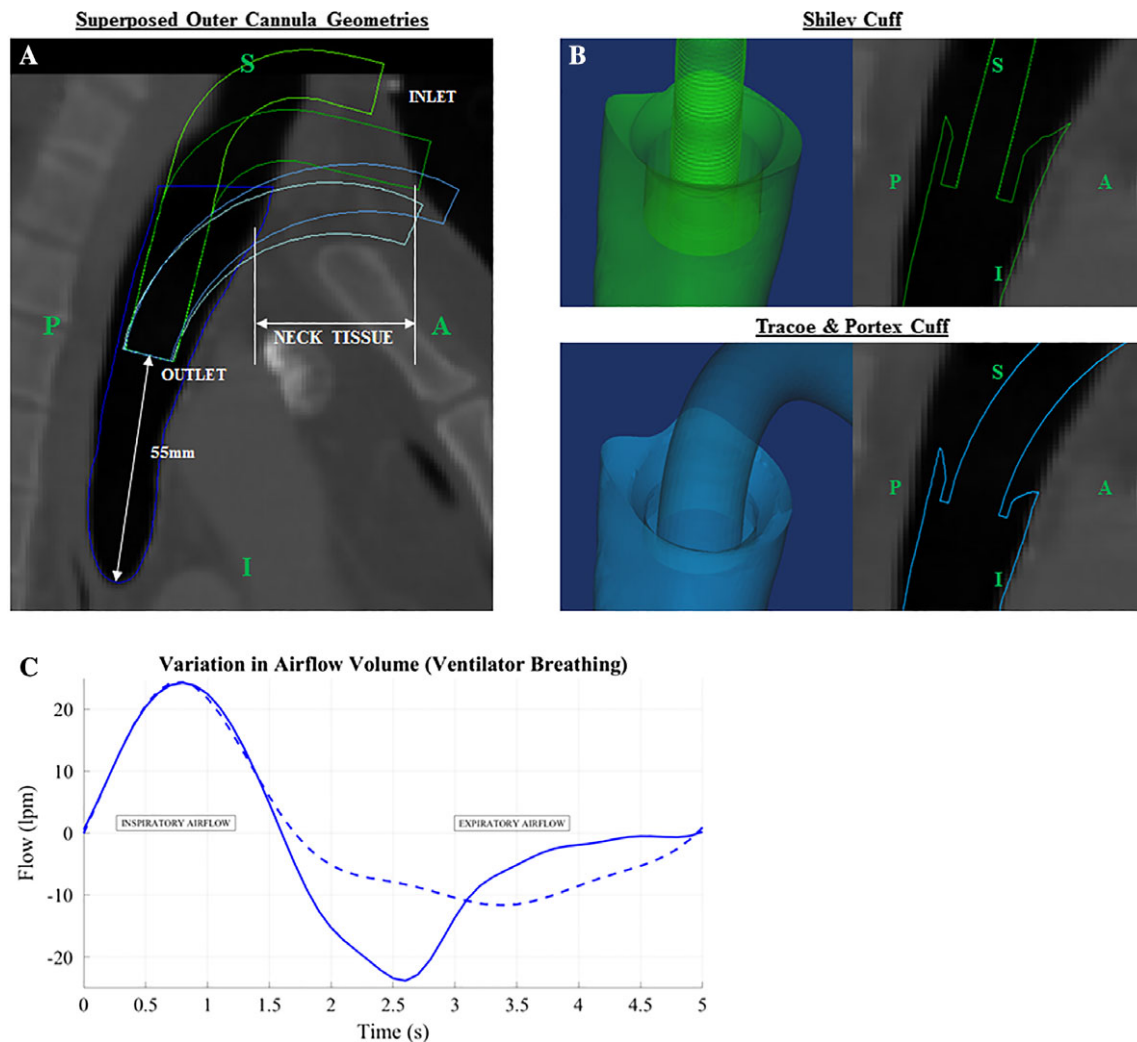 Superposed Outer Cannula Geometries
A
S
INLET
P
A
NECK TISSUE
OUTLET
55mm
I
Shilev Cuff
B
S
P
A
I
Tracoe & Portex Cuff
S
P
A
I
C
Variation in Airflow Volume (Ventilator Breathing)
Flow (lpm)
20
10
0
-10
-20
INSPIRATORY AIRFLOW
EXPIRATORY AIRFLOW
0 0.5 1 1.5 2 2.5 3 3.5 4 4.5 5
Time (s)